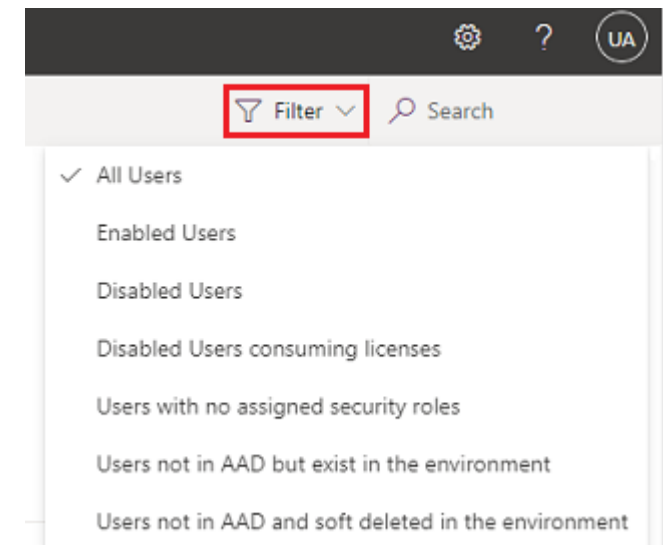 ?
UA
Filter
Search
All Users
Enabled Users
Disabled Users
Disabled Users consuming licenses
Users with no assigned security roles
Users not in AAD but exist in the environment
Users not in AAD and soft deleted in the environment